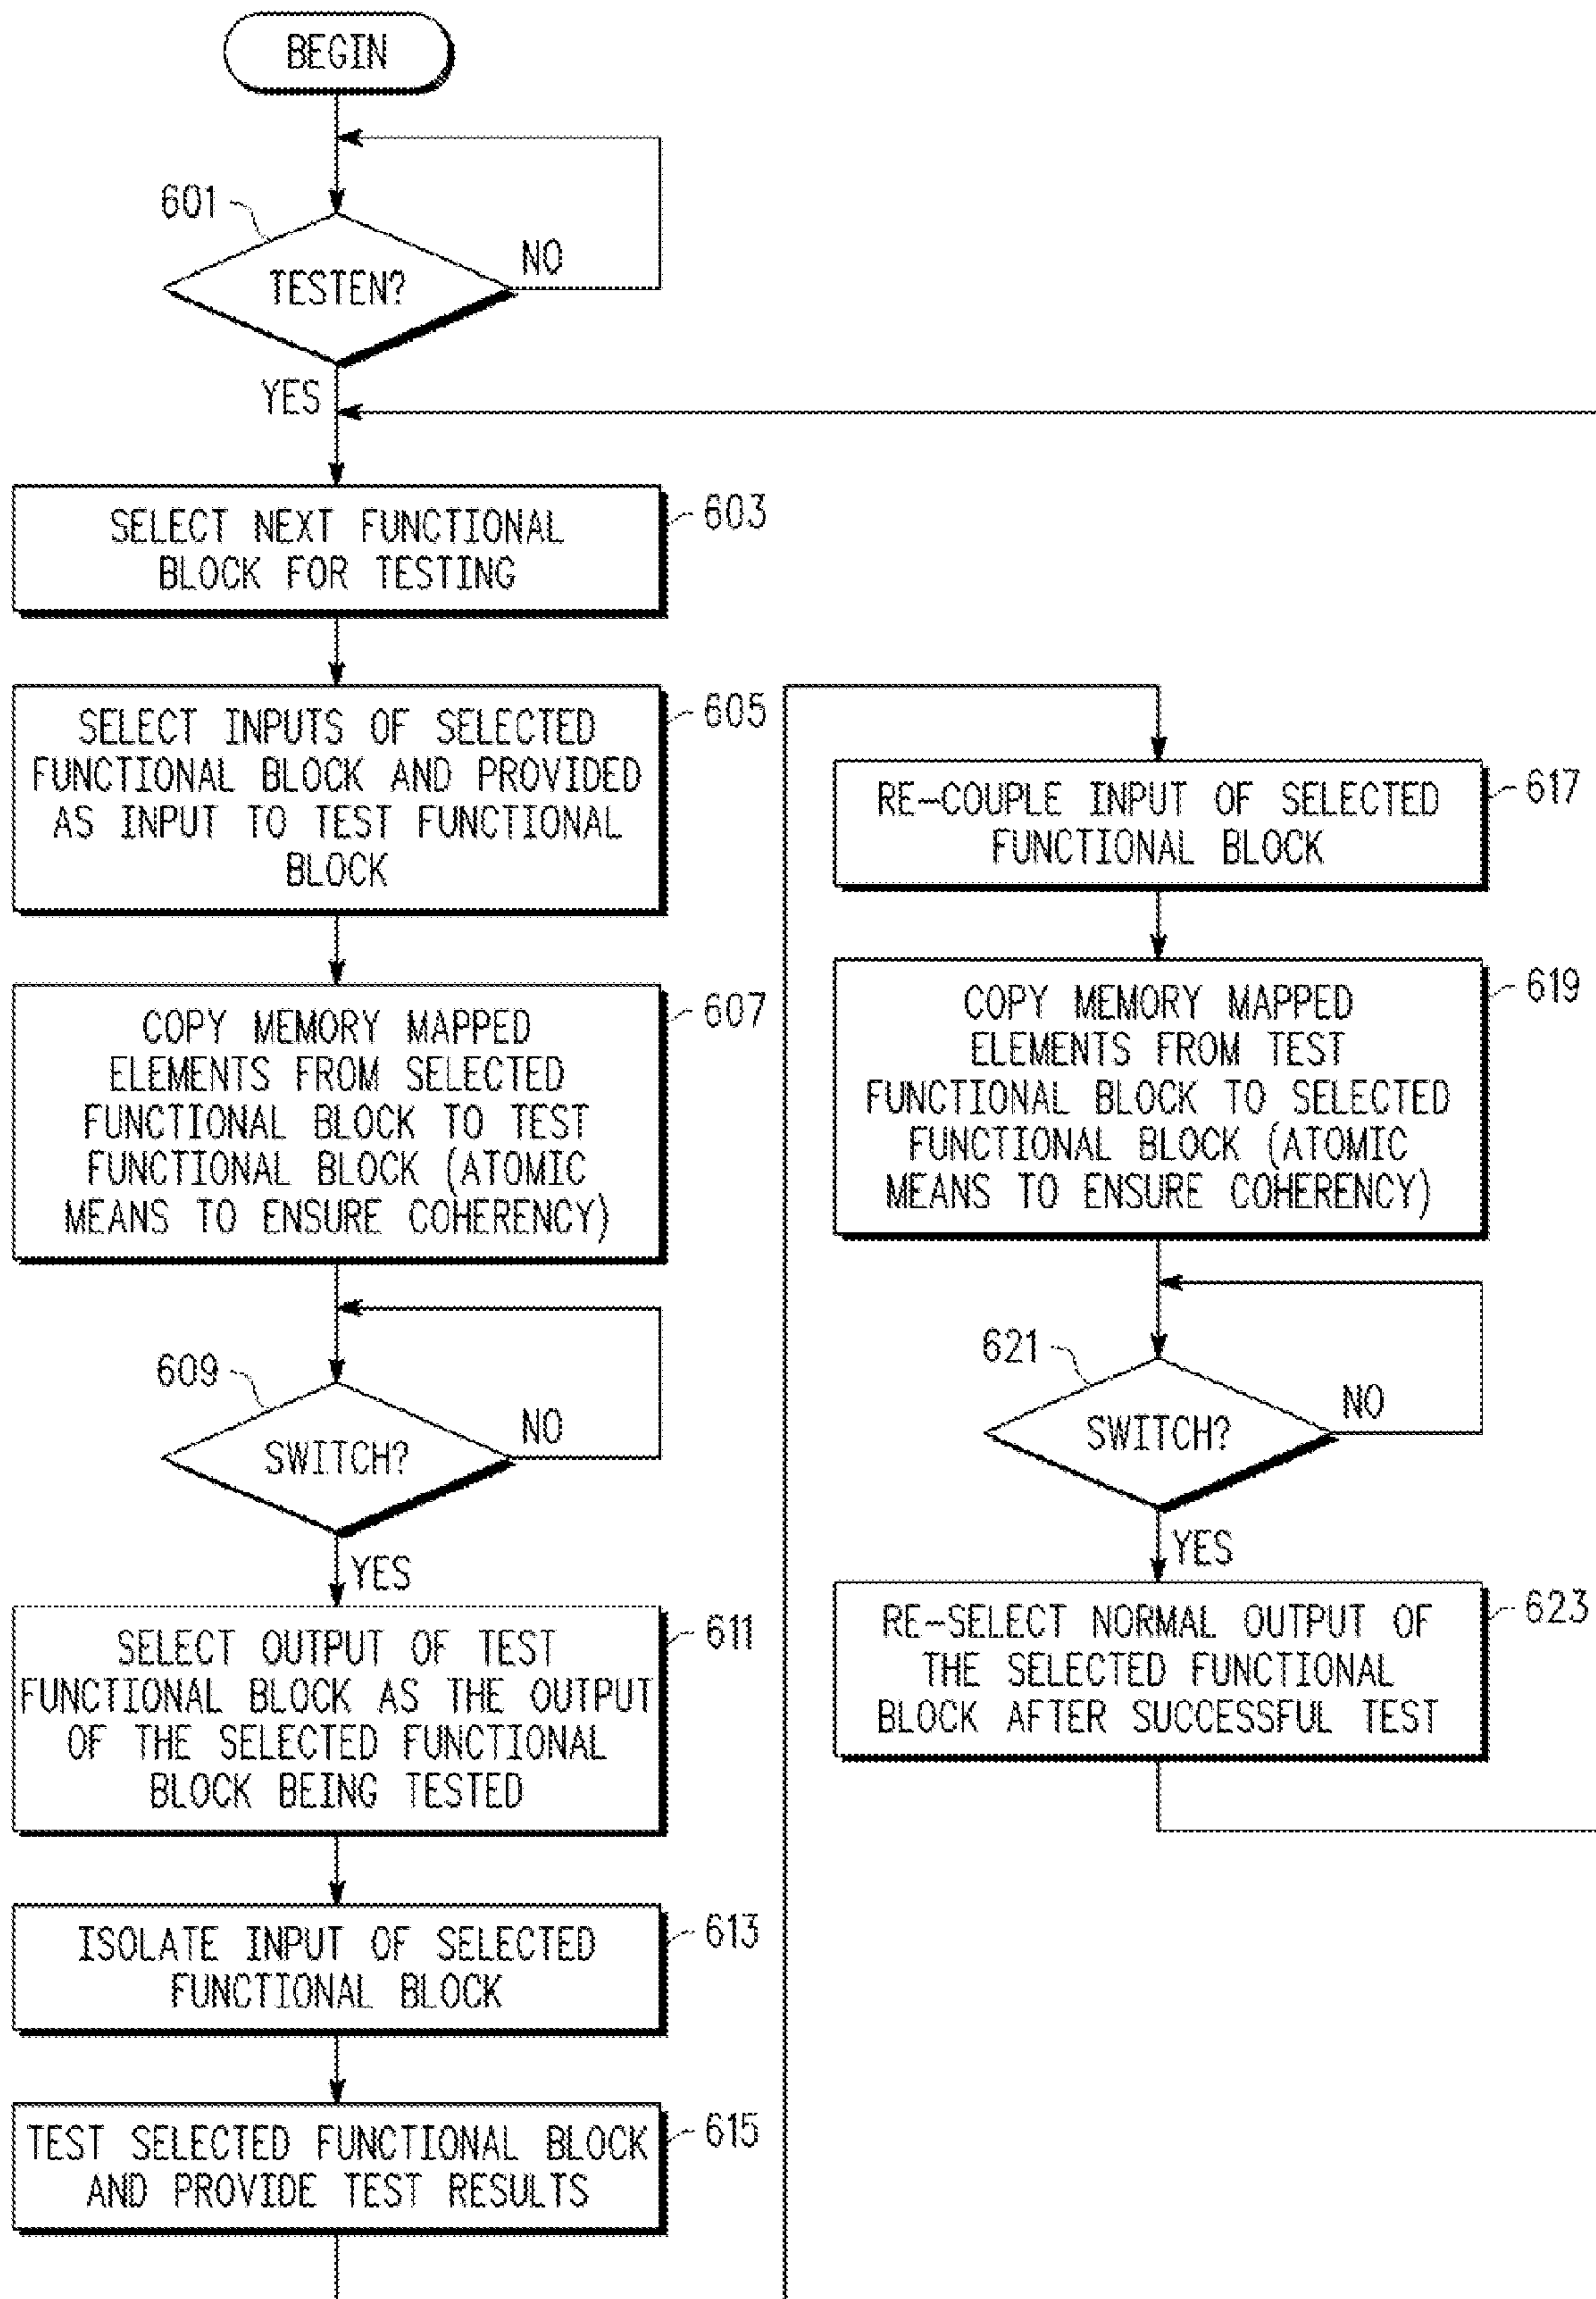 BEGIN
601
TESTEN?
NO
YES
SELECT NEXT FUNCTIONAL
BLOCK FOR TESTING
603
SELECT INPUTS OF SELECTED
FUNCTIONAL BLOCK AND PROVIDED
AS INPUT TO TEST FUNCTIONAL
BLOCK
605
COPY MEMORY MAPPED
ELEMENTS FROM SELECTED
FUNCTIONAL BLOCK TO TEST
FUNCTIONAL BLOCK (ATOMIC
MEANS TO ENSURE COHERENCY)
607
609
SWITCH?
NO
YES
SELECT OUTPUT OF TEST
FUNCTIONAL BLOCK AS THE OUTPUT
OF THE SELECTED FUNCTIONAL
BLOCK BEING TESTED
611
ISOLATE INPUT OF SELECTED
FUNCTIONAL BLOCK
613
TEST SELECTED FUNCTIONAL BLOCK
AND PROVIDE TEST RESULTS
615
RE-COUPLE INPUT OF SELECTED
FUNCTIONAL BLOCK
617
COPY MEMORY MAPPED
ELEMENTS FROM TEST
FUNCTIONAL BLOCK TO SELECTED
FUNCTIONAL BLOCK (ATOMIC
MEANS TO ENSURE COHERENCY)
619
621
SWITCH?
NO
YES
RE-SELECT NORMAL OUTPUT OF
THE SELECTED FUNCTIONAL
BLOCK AFTER SUCCESSFUL TEST
623